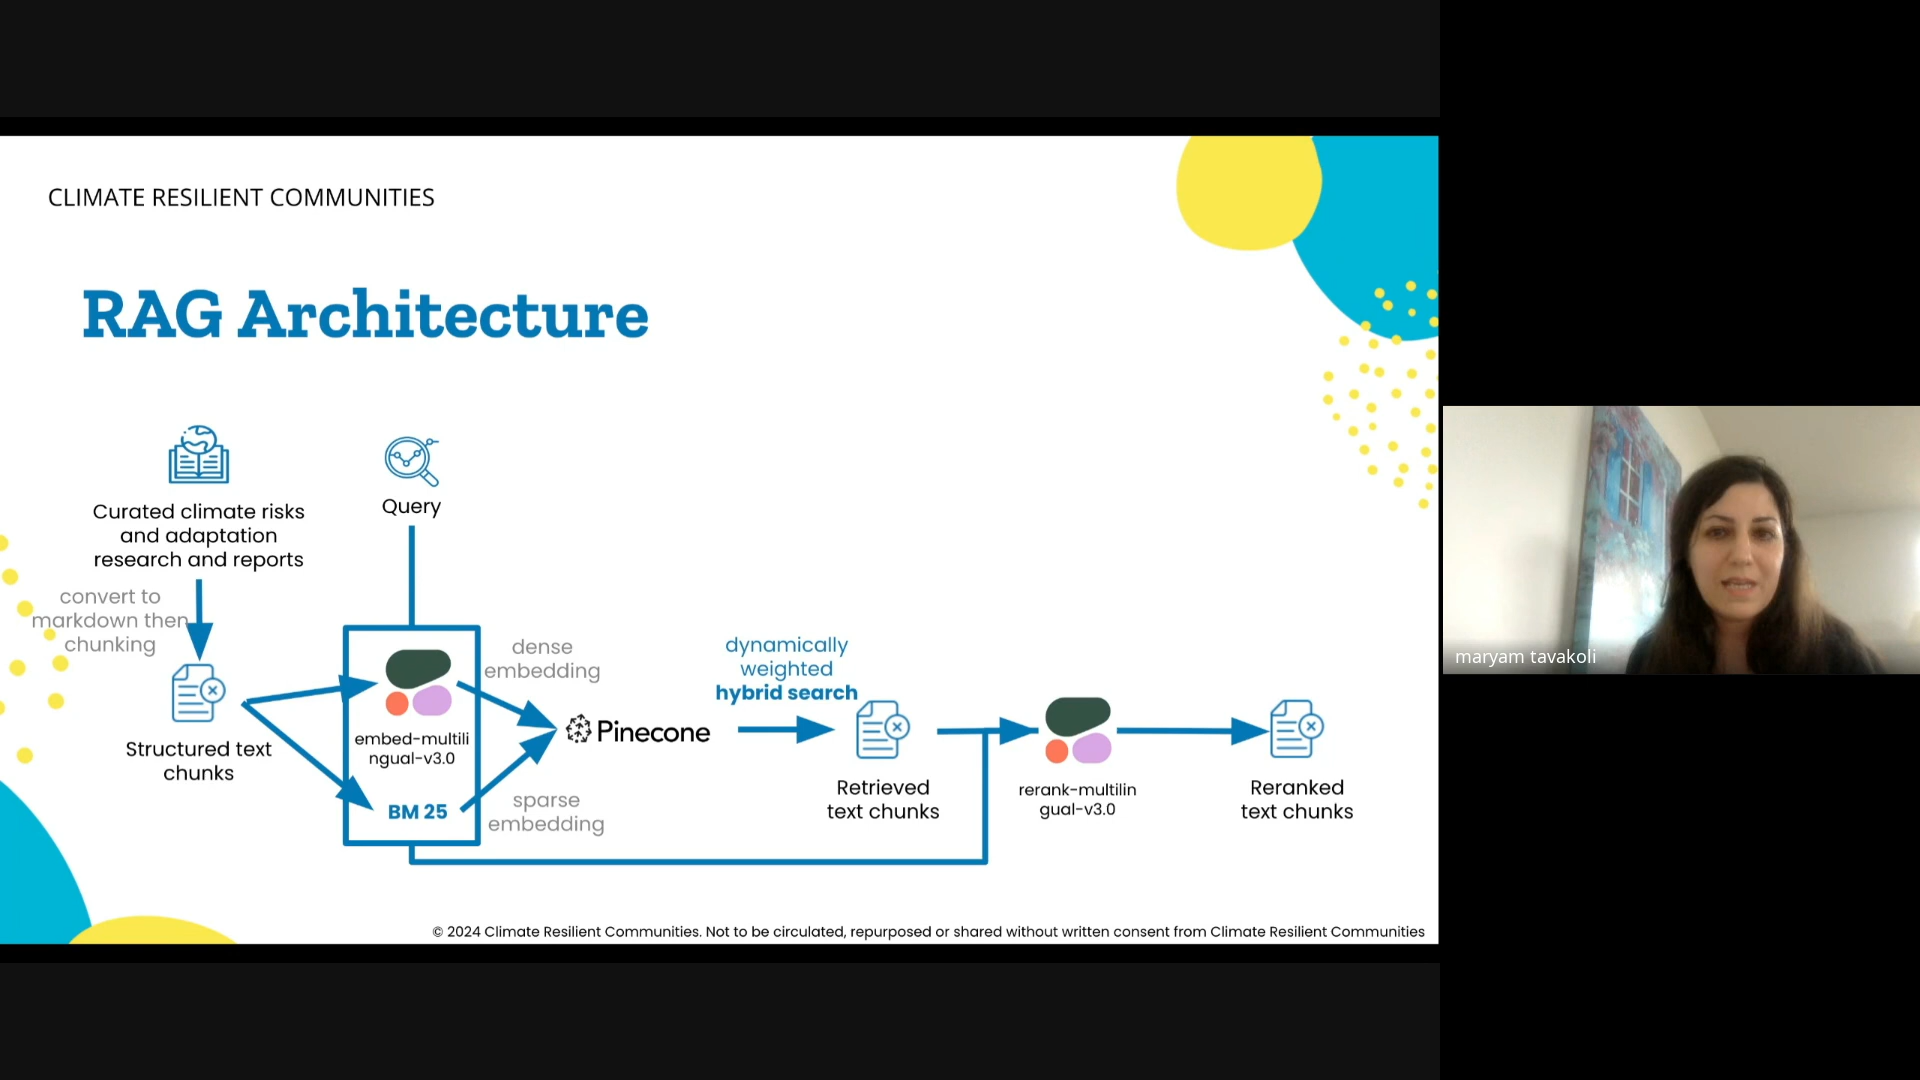 CLIMATE RESILIENT COMMUNITIES
RAG Architecture
Curated climate risks
and adaptation
research and reports
Query
convert to
markdown then
chunking
Structured text
chunks
embed-multili
ngual-v3.0
BM 25
dense
embedding
sparse
embedding
Pinecone
dynamically
weighted
hybrid search
Retrieved
text chunks
rerank-multilin
gual-v3.0
Reranked
text chunks
© 2024 Climate Resilient Communities. Not to be circulated, repurposed or shared without written consent from Climate Resilient Communities
maryam tavakoli